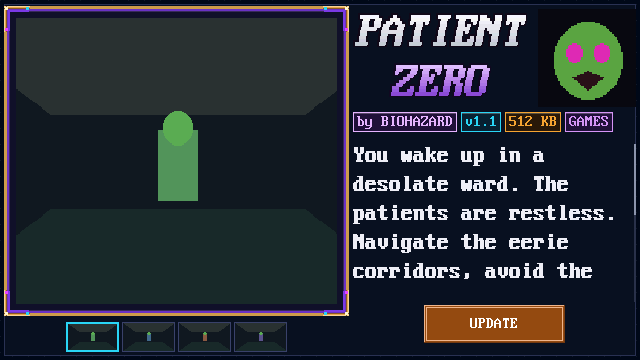 PATIENT
ZERO
by BIOHAZARD v1.1 512 KB GAMES
You wake up in a
desolate ward. The
patients are restless.
Navigate the eerie
corridors, avoid the
UPDATE